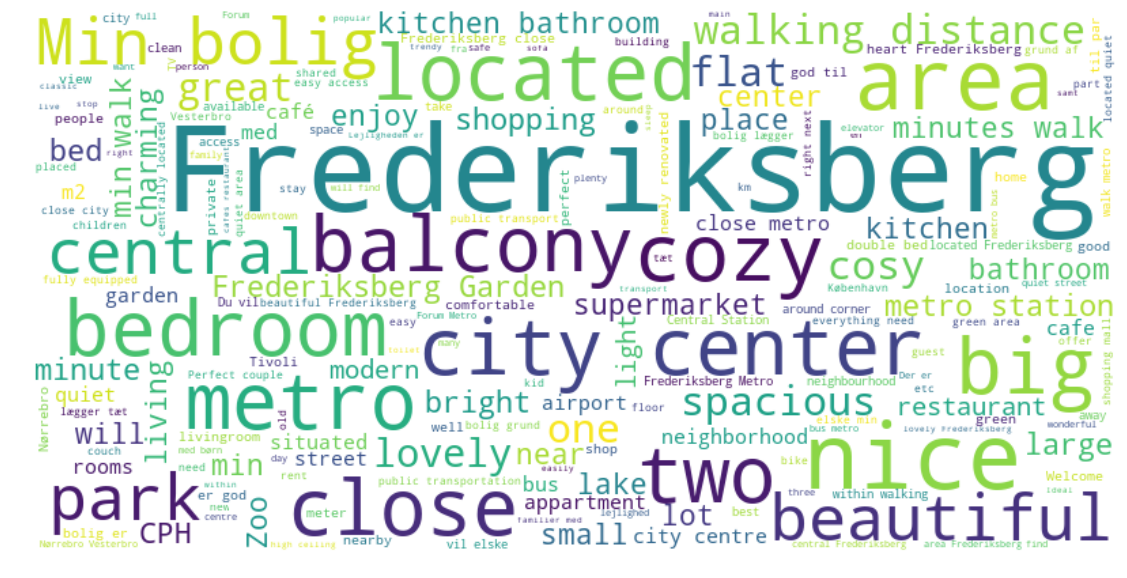 city full Forum popular kitchen bathroom main
Min bolig trendy fra safe sofa building walking distance
clean Frederiksberg close heart Frederiksberg grund af
TV person want shared easy access located flat god til area part samt til par
view classic great center located quiet
live stop available café
people min walk charming Vesterbro enjoy shopping place minutes walk
med take around sleep bolig lægger elevator
bed right access space Lejligheden er right next
placed family Frederiksberg home
m2 centrally located private quiet area cafes restaurant stay will find perfect plenty newly renovated km walk metro
close city children downtown public transport close metro kitchen metro bus
central balcony cozy tæt double bed located Frederiksberg good
fully equipped cosy bathroom
garden Frederiksberg Garden transport København location quiet street
Du vil beautiful Frederiksberg comfortable supermarket around corner metro station
bedroom easy Forum Metro Central Station everything need green area cafe
toilet city center light offer
minute Tivoli many guest big shopping mall
Perfect couple modern kid Frederiksberg Metro neighbourhood Der er
quiet living metro bright airport floor spacious etc restaurant away
Nørrebro lægger tæt old well bolig grund one elske min green wonderful
will livingroom situated bus metro lovely Frederiksberg
couch lovely near shop neighborhood nice large
rooms med børn need min day street bike
park er god within rent public transportation bus lake two three within walking Welcome
easily appartment best Ideal
new Zoo meter close familier med lejlighed lot beautiful
bolig er CPH centre
Nørrebro Vesterbro high ceiling nearby vil elske small city centre central Frederiksberg area Frederiksberg find